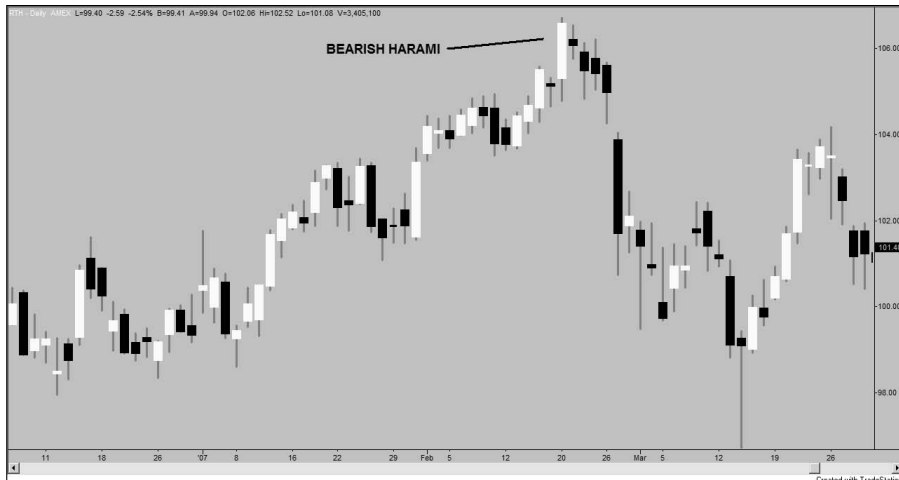 RTH - Daily AMEX L=99.40 -2.59 -2.54% B=99.41 A=99.94 O=102.06 Hi=102.52 Lo=101.08 V=3,405,100
BEARISH HARAMI
106.00
104.00
102.00
101.48
100.00
98.00
11 18 26 '07 8 16 22 29 Feb 5 12 20 26 Mar 5 12 19 26
Created with TradeStation